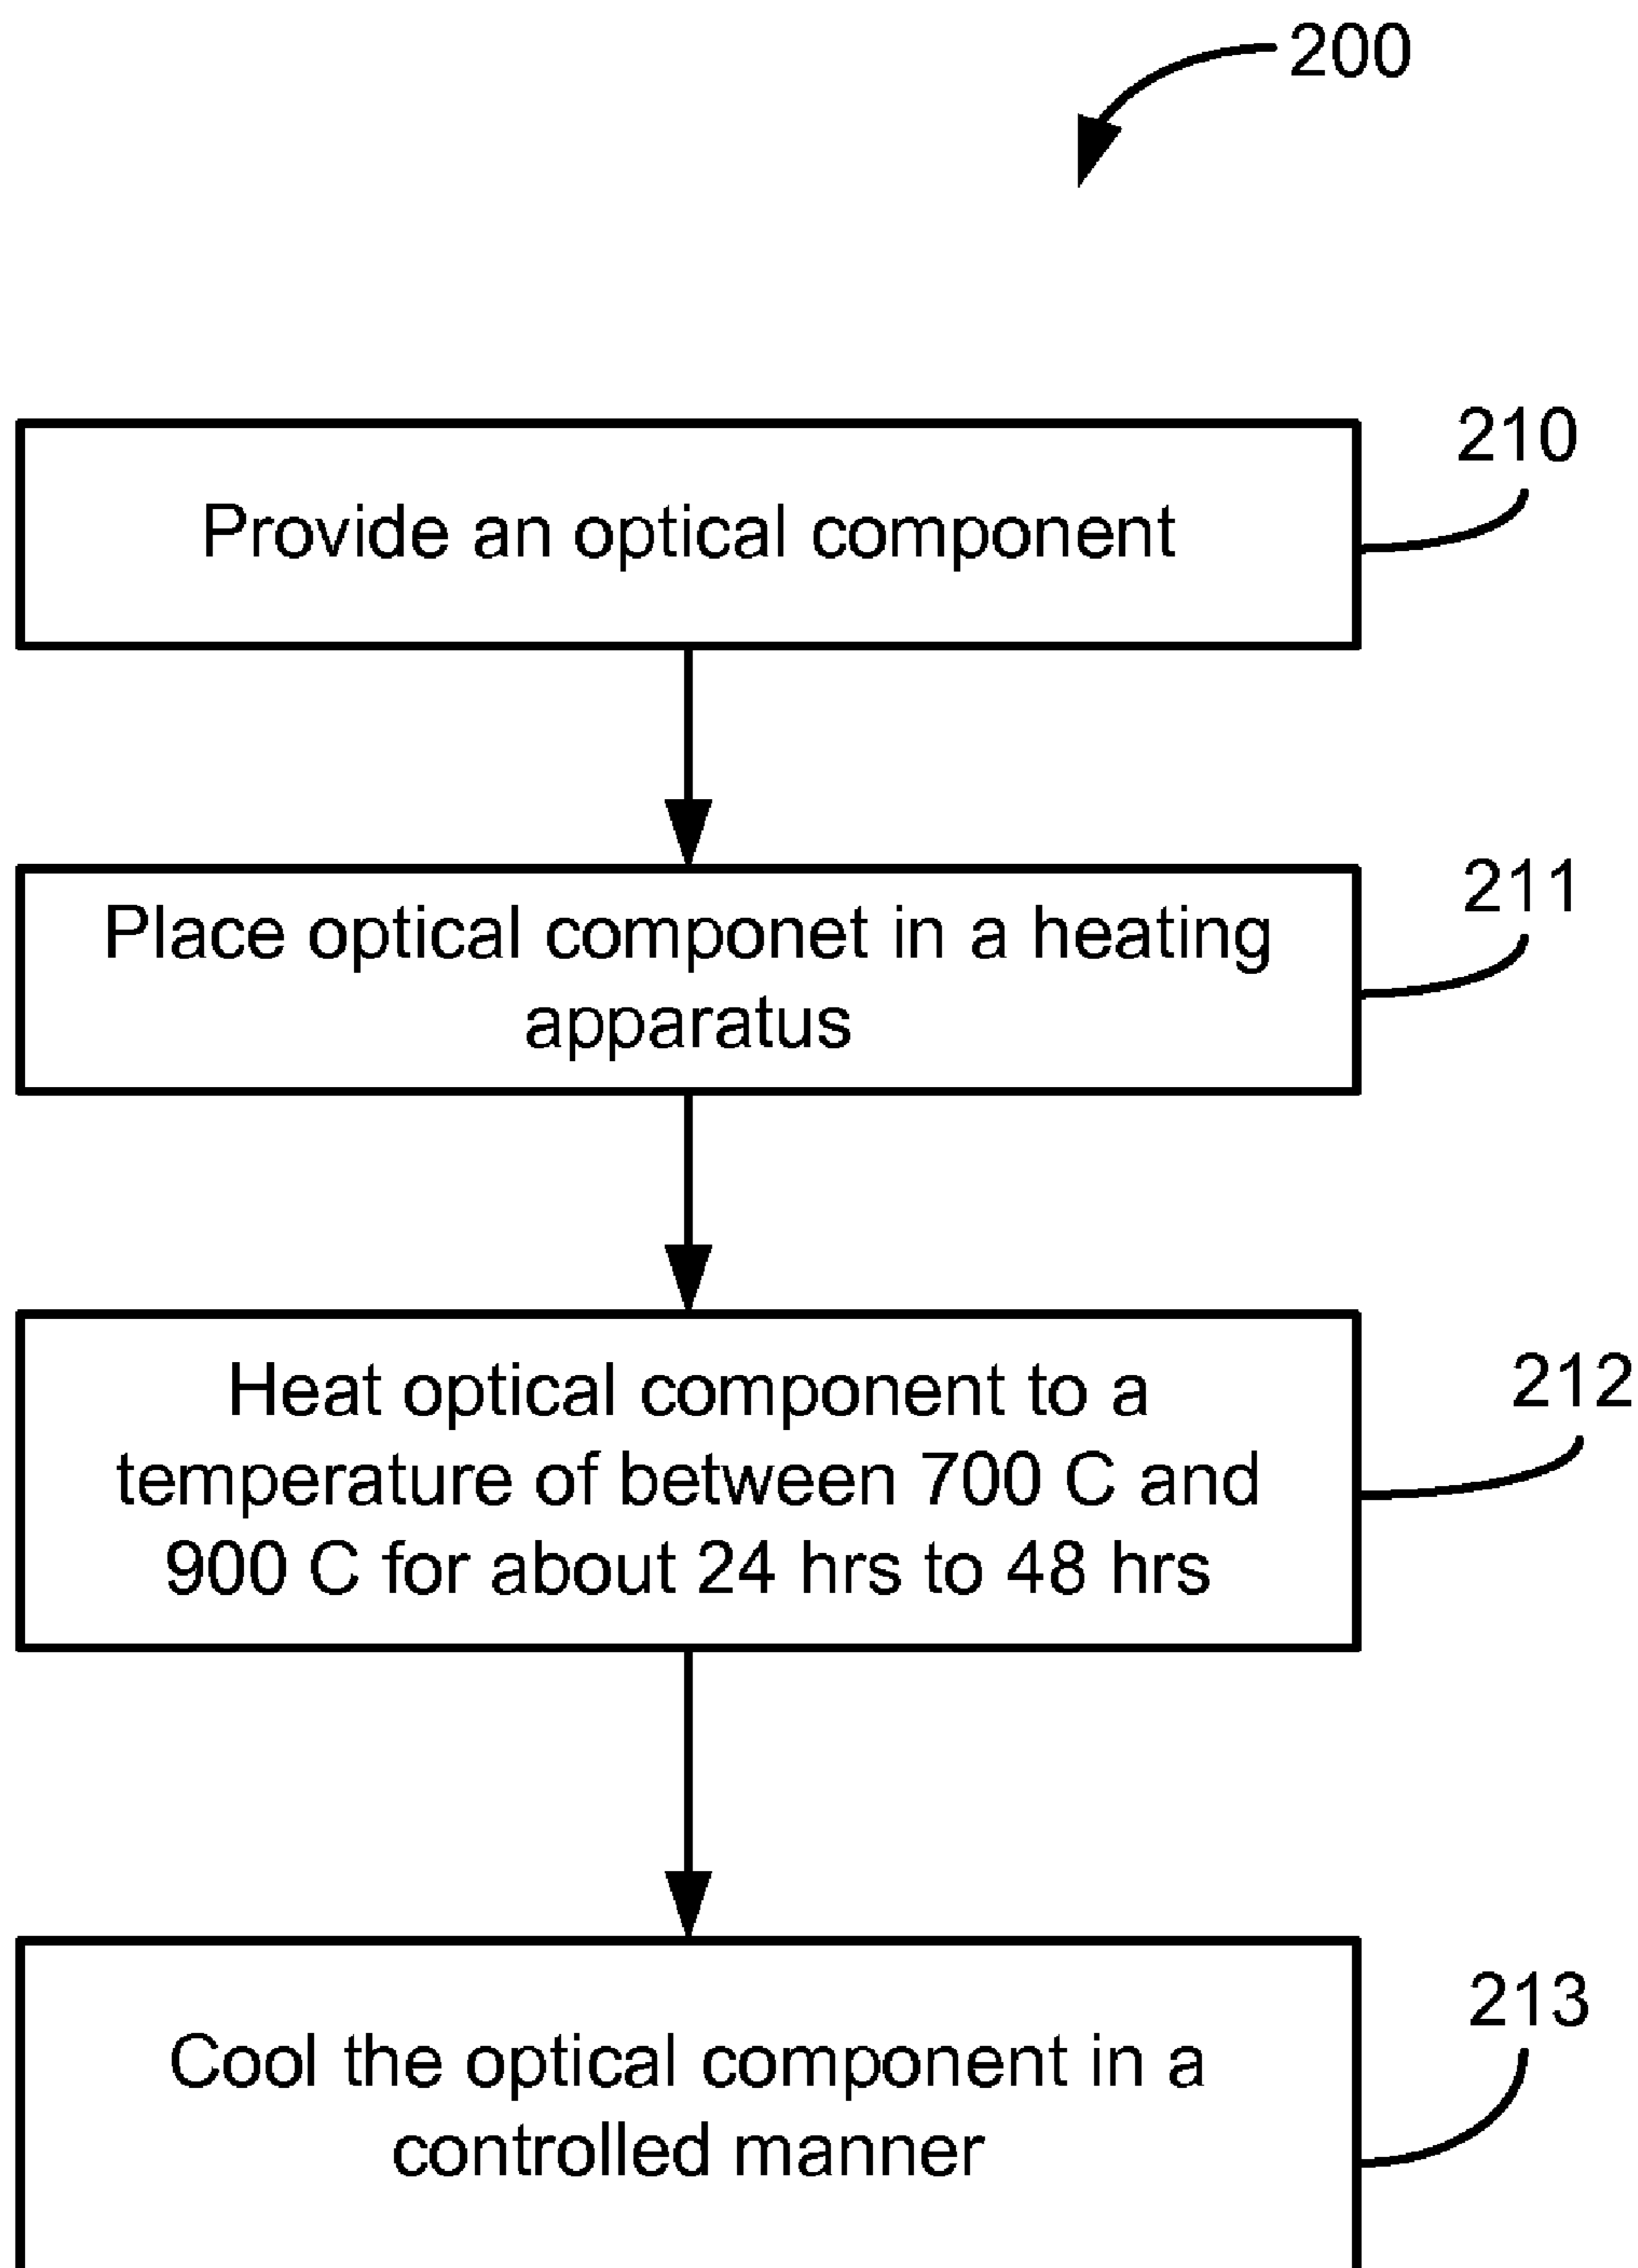 200
210
Provide an optical component
211
Place optical componet in a heating
apparatus
212
Heat optical component to a
temperature of between 700 C and
900 C for about 24 hrs to 48 hrs
213
Cool the optical component in a
controlled manner